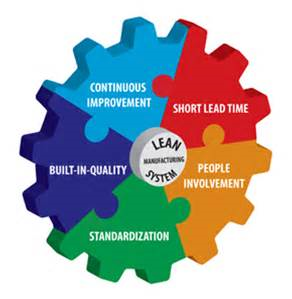 CONTINUOUS
IMPROVEMENT
SHORT LEAD TIME
BUILT-IN-QUALITY
LEAN
MANUFACTURING
SYSTEM
PEOPLE
INVOLVEMENT
STANDARDIZATION